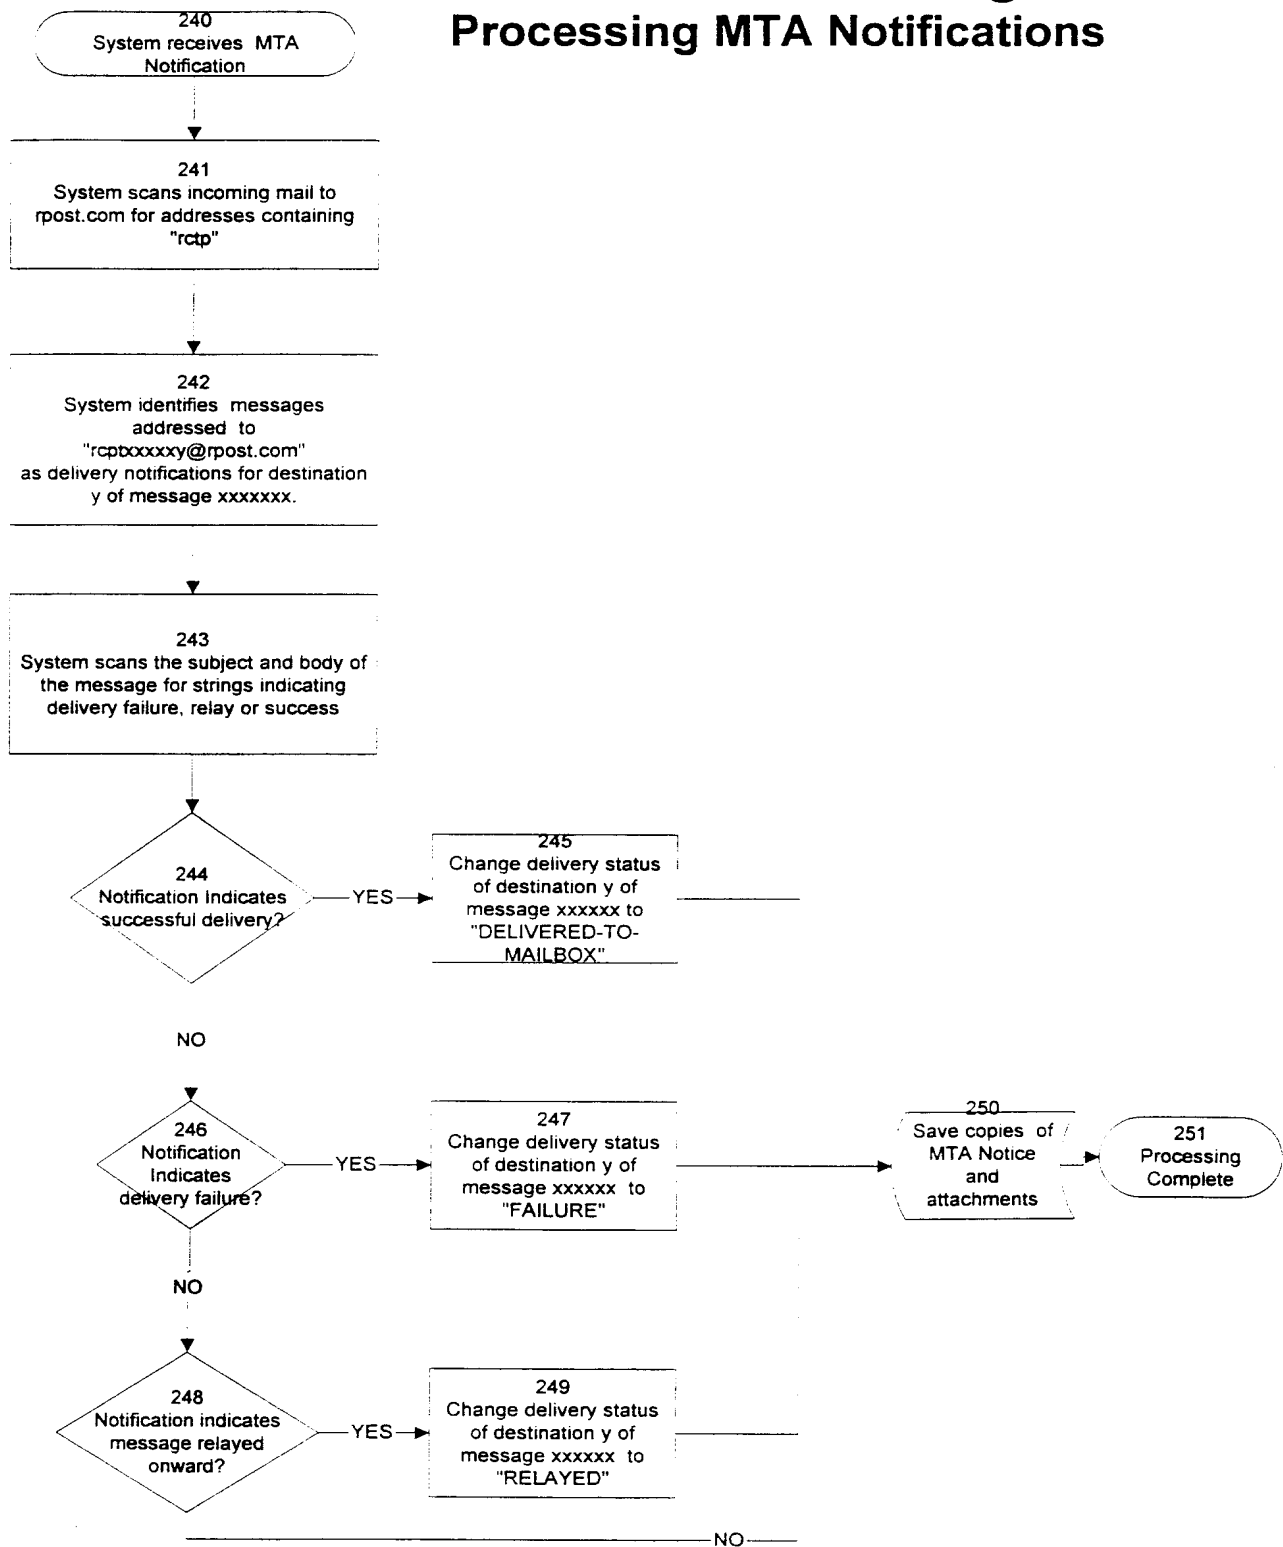 Processing MTA Notifications
240
System receives MTA
Notification
241
System scans incoming mail to
rpost.com for addresses containing
"rctp"
242
System identifies messages
addressed to
"rcptxxxxxy@rpost.com"
as delivery notifications for destination
y of message xxxxxxx.
243
System scans the subject and body of
the message for strings indicating
delivery failure, relay or success
244
Notification Indicates
successful delivery?
YES
245
Change delivery status
of destination y of
message xxxxxx to
"DELIVERED-TO-
MAILBOX"
NO
246
Notification
Indicates
delivery failure?
YES
247
Change delivery status
of destination y of
message xxxxxx to
"FAILURE"
250
Save copies of
MTA Notice
and
attachments
251
Processing
Complete
NO
248
Notification indicates
message relayed
onward?
YES
249
Change delivery status
of destination y of
message xxxxxx to
"RELAYED"
NO